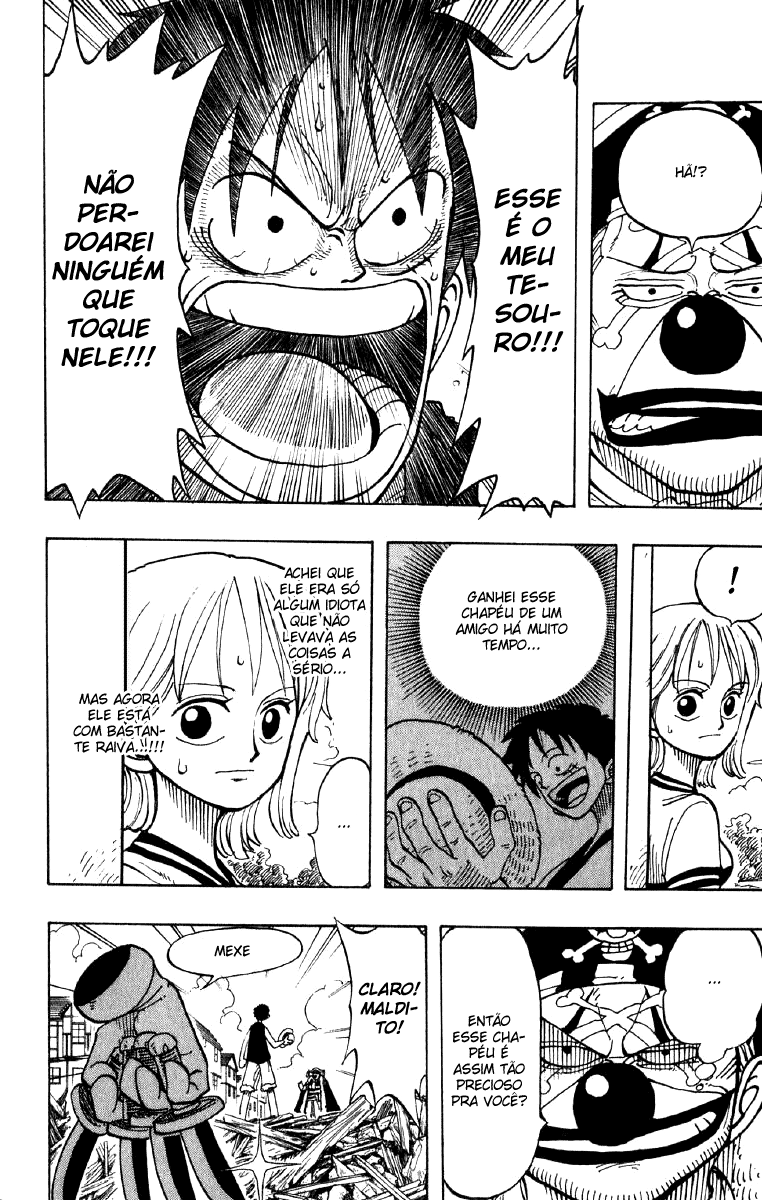 HÃ!?
ESSE
É O
MEU
TE-
SOU-
RO!!!
NÃO
PER-
DOAREI
NINGUÉM
QUE
TOQUE
NELE!!!
!
GANHEI ESSE
CHAPÉU DE UM
AMIGO HÁ MUITO
TEMPO...
ACHEI QUE
ELE ERA SÓ
ALGUM IDIOTA
QUE NÃO
LEVAVA AS
COISAS A
SÉRIO...
MAS AGORA
ELE ESTÁ
COM BASTAN-
TE RAIVA..!!!!
...
...
ENTÃO
ESSE CHA-
PÉU É
ASSIM TÃO
PRECIOSO
PRA VOCÊ?
CLARO!
MALDI-
TO!
MEXE